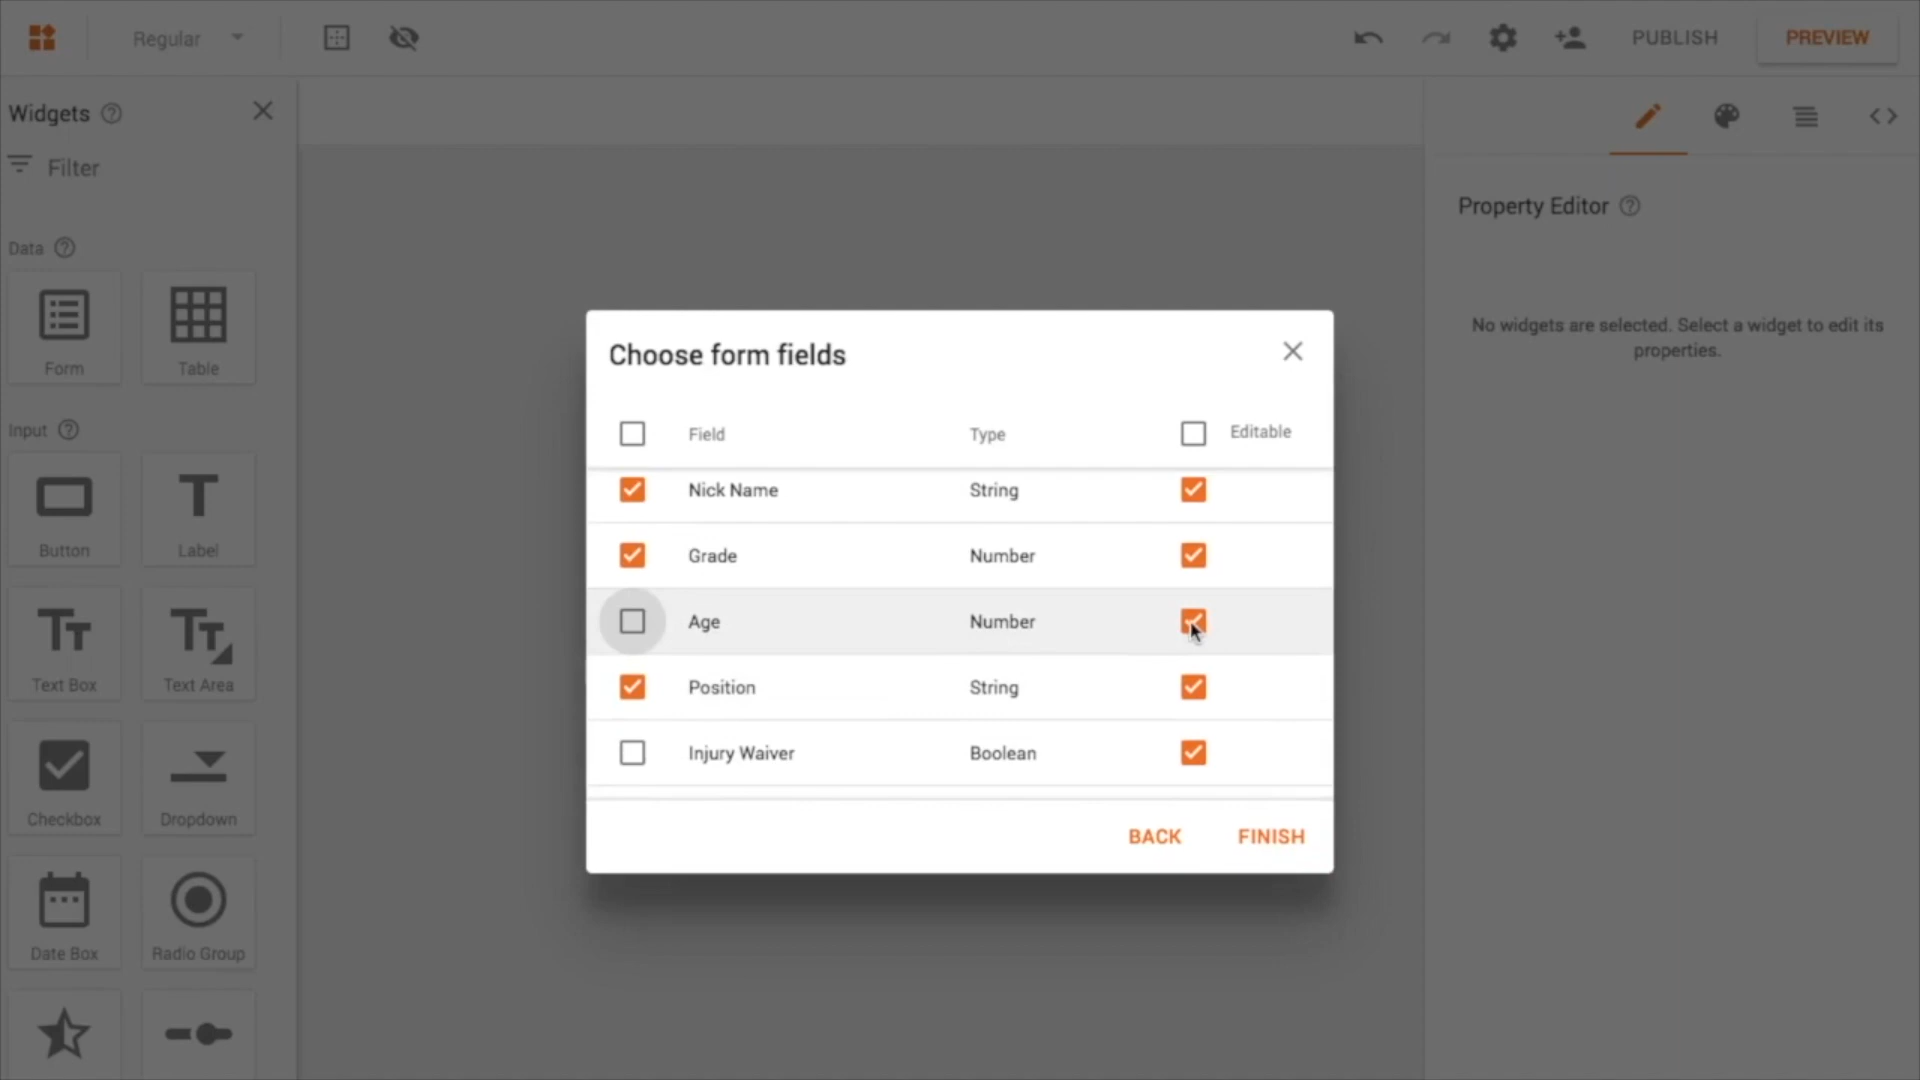 Regular
PUBLISH
PREVIEW
Widgets
Filter
Data
Form
Table
Input
Button
Label
Text Box
Text Area
Checkbox
Dropdown
Date Box
Radio Group
Choose form fields
Field Type Editable
Nick Name String
Grade Number
Age Number
Position String
Injury Waiver Boolean
BACK FINISH
Property Editor
No widgets are selected. Select a widget to edit its
properties.